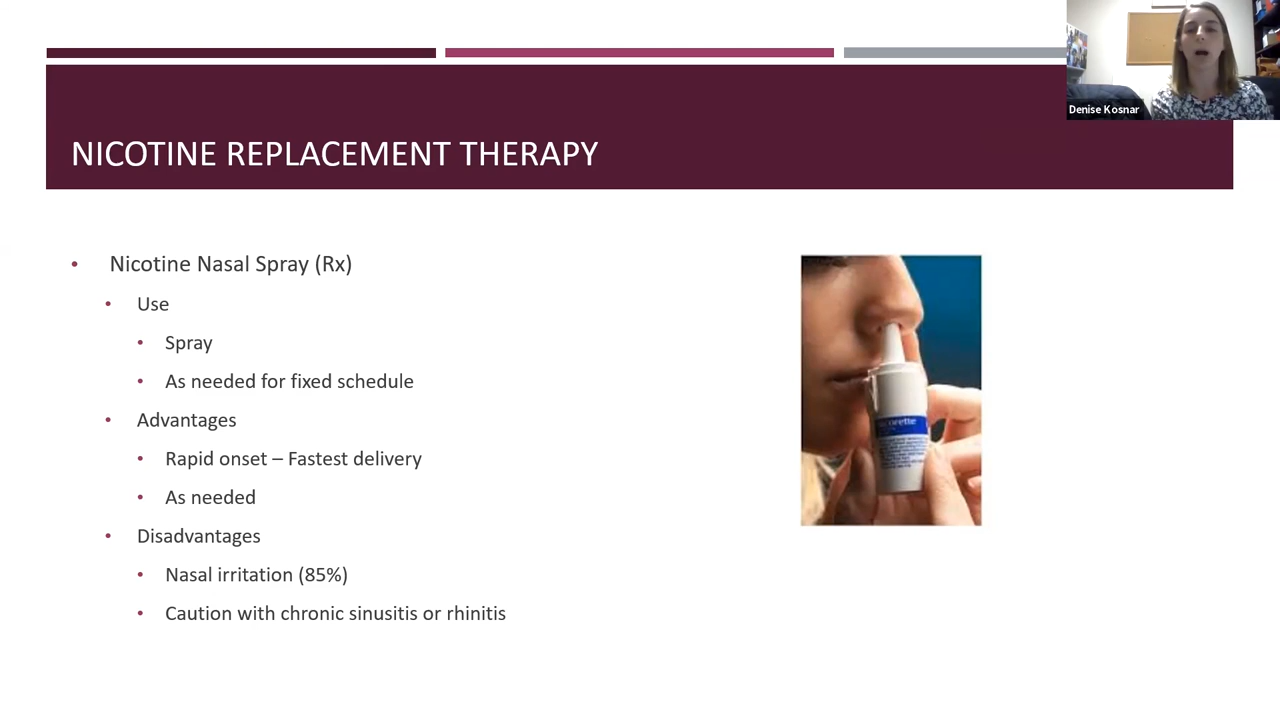 Denise Kosnar
NICOTINE REPLACEMENT THERAPY
• Nicotine Nasal Spray (Rx)
• Use
• Spray
• As needed for fixed schedule
• Advantages
• Rapid onset – Fastest delivery
• As needed
• Disadvantages
• Nasal irritation (85%)
• Caution with chronic sinusitis or rhinitis